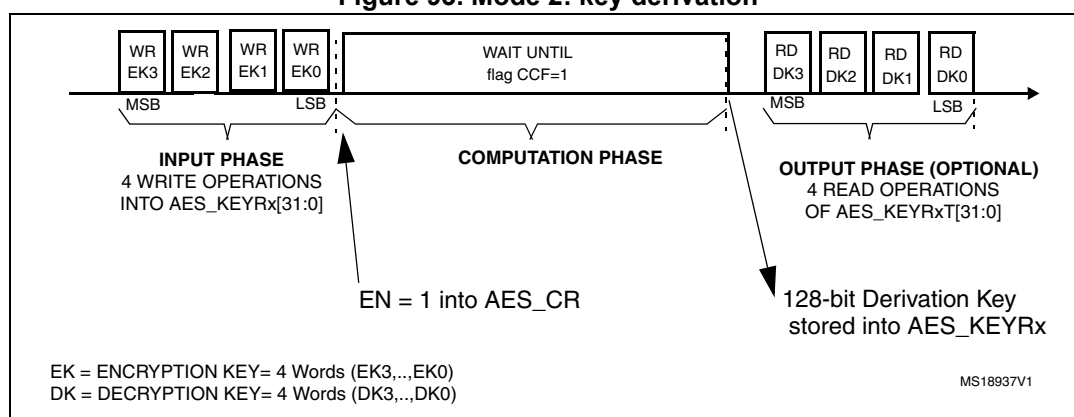 Mode 2: key derivation
WR EK3
WR EK2
WR EK1
WR EK0
WAIT UNTIL
flag CCF=1
RD DK3
RD DK2
RD DK1
RD DK0
MSB
LSB
MSB
LSB
INPUT PHASE
4 WRITE OPERATIONS
INTO AES_KEYRx[31:0]
COMPUTATION PHASE
OUTPUT PHASE (OPTIONAL)
4 READ OPERATIONS
OF AES_KEYRxT[31:0]
EN = 1 into AES_CR
128-bit Derivation Key
stored into AES_KEYRx
EK = ENCRYPTION KEY= 4 Words (EK3,..,EK0)
DK = DECRYPTION KEY= 4 Words (DK3,..,DK0)
MS18937V1